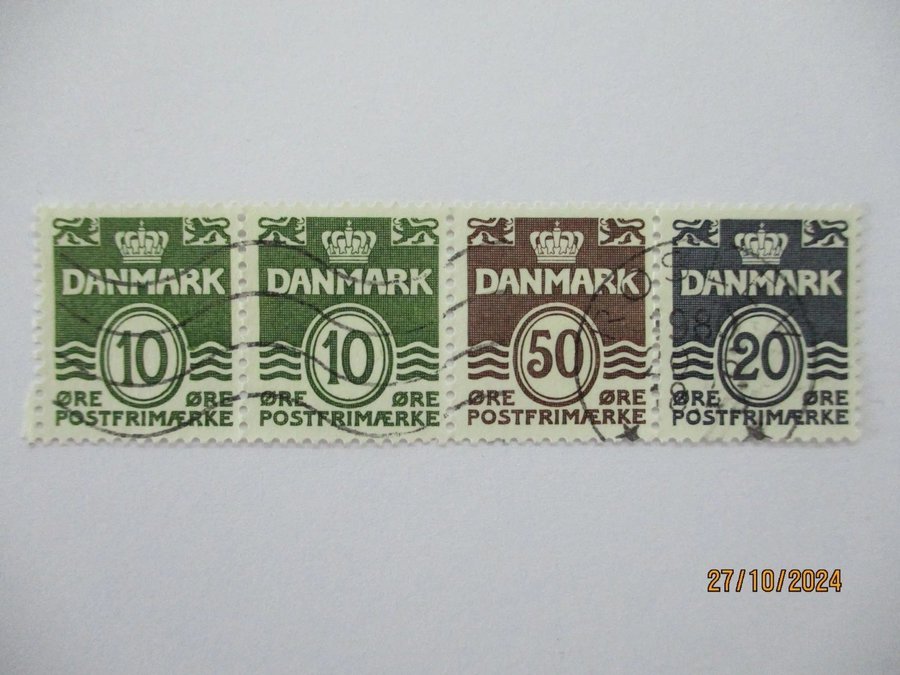 DANMARK
10
ØRE ØRE
POSTFRIMÆRKE
DANMARK
10
ØRE ØRE
POSTFRIMÆRKE
DANMARK
50
ØRE ØRE
POSTFRIMÆRKE
DANMARK
20
ØRE ØRE
POSTFRIMÆRKE
27/10/2024